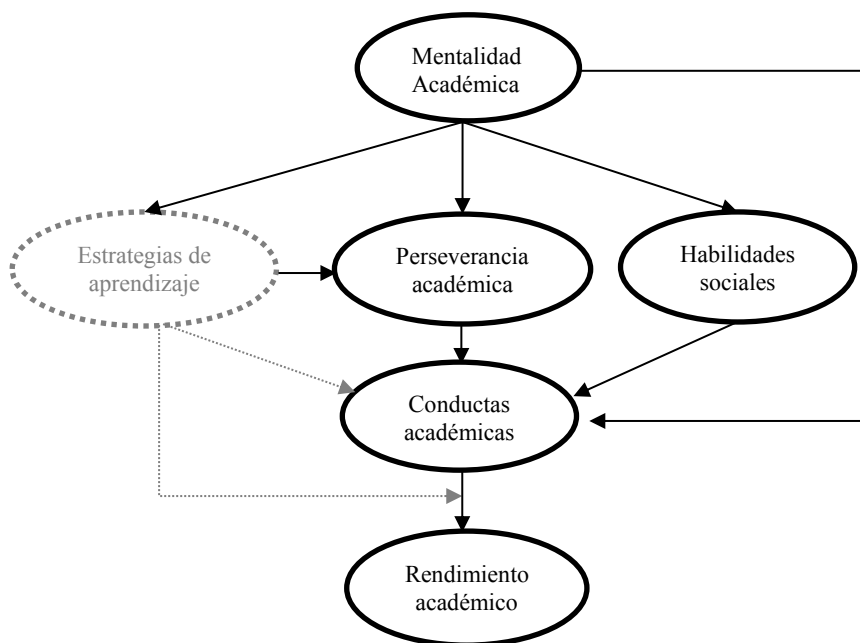 Mentalidad
Académica
Estrategias de
aprendizaje
Perseverancia
académica
Habilidades
sociales
Conductas
académicas
Rendimiento
académico